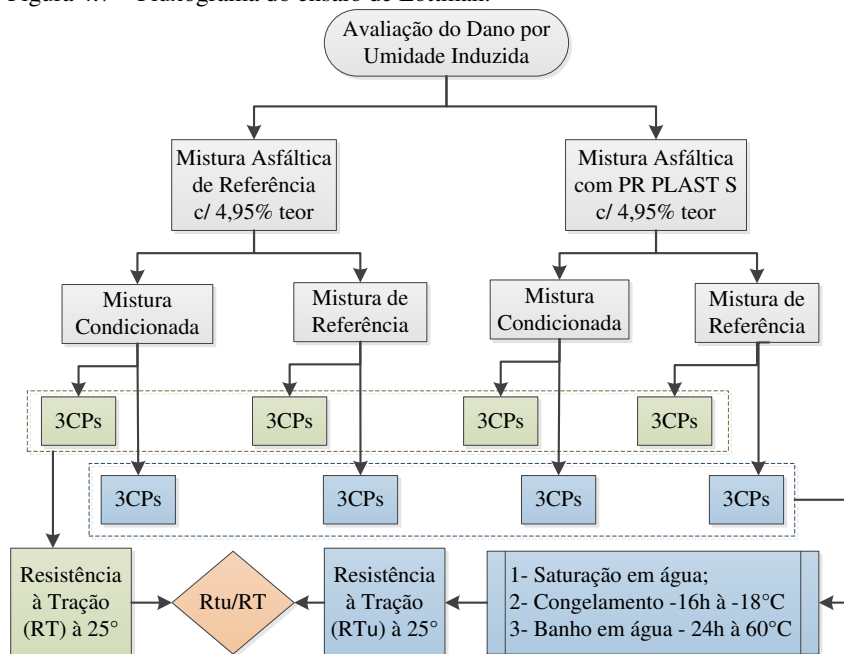 Figura 4.7 – Fluxograma do ensaio de Lottman.
Avaliação do Dano por
Umidade Induzida
Mistura Asfáltica
de Referência
c/ 4,95% teor
Mistura Asfáltica
com PR PLAST S
c/ 4,95% teor
Mistura
Condicionada
Mistura de
Referência
Mistura
Condicionada
Mistura de
Referência
3CPs
3CPs
3CPs
3CPs
3CPs
3CPs
3CPs
3CPs
Resistência
à Tração
(RT) à 25°
Rtu/RT
Resistência
à Tração
(RTu) à 25°
1- Saturação em água;
2- Congelamento -16h à -18°C
3- Banho em água - 24h à 60°C